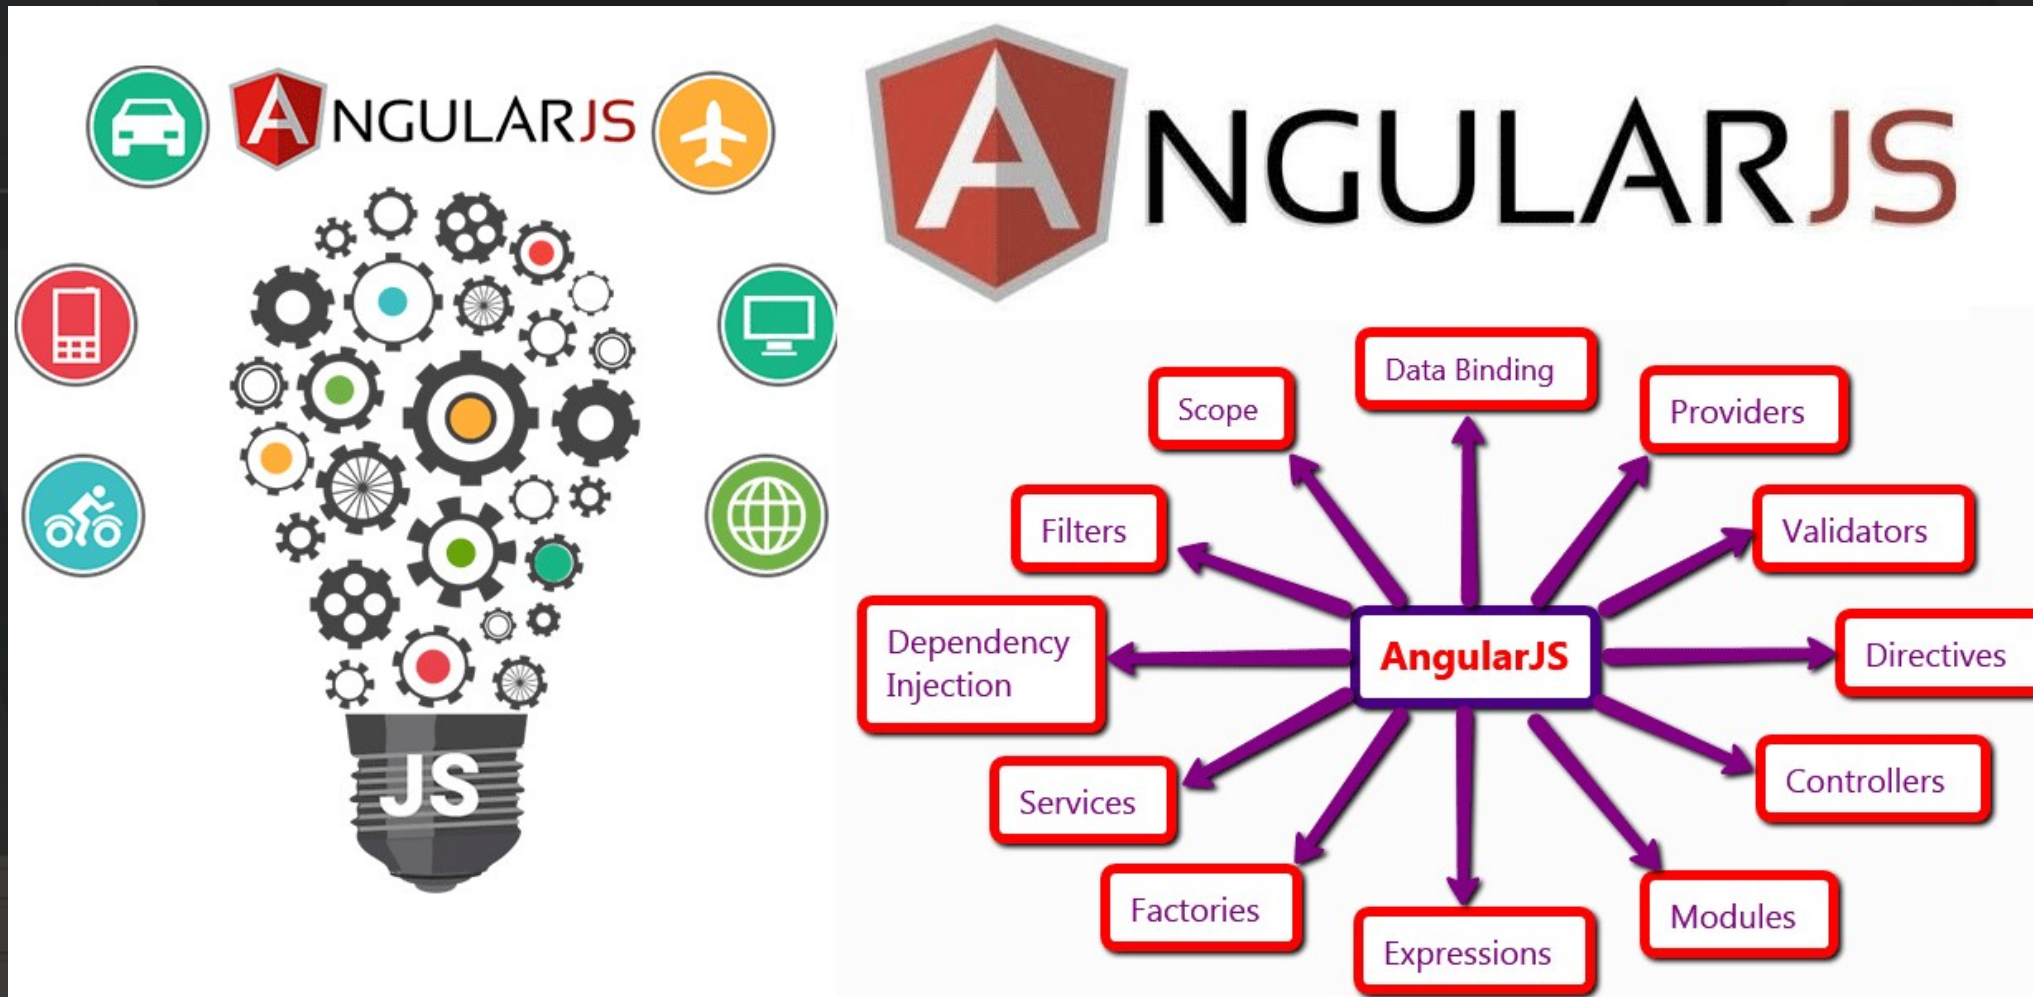 ANGULARJS
JS
ANGULARJS
Data Binding
Scope
Providers
Filters
Validators
Dependency
Injection
AngularJS
Directives
Services
Controllers
Factories
Modules
Expressions